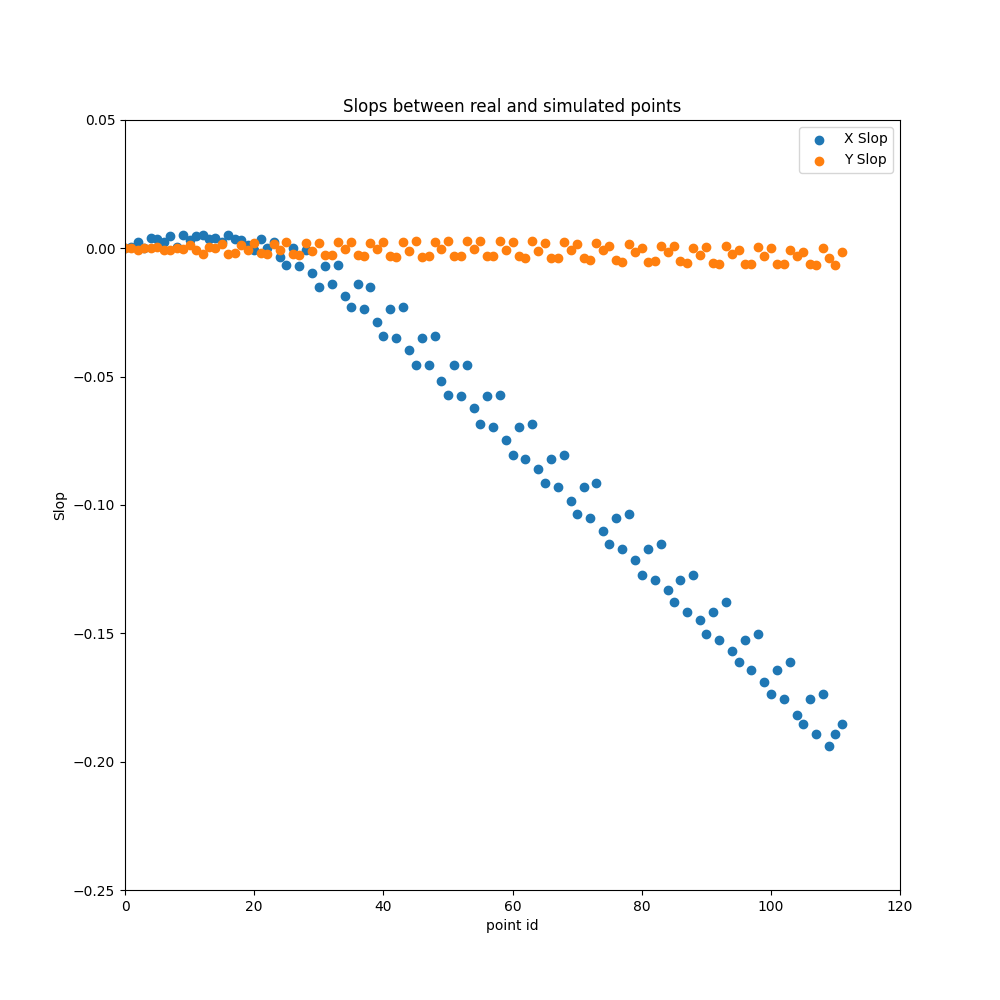 Slops between real and simulated points
X Slop
Y Slop
0.05
0.00
−0.05
−0.10
−0.15
−0.20
−0.25
Slop
0 20 40 60 80 100 120
point id